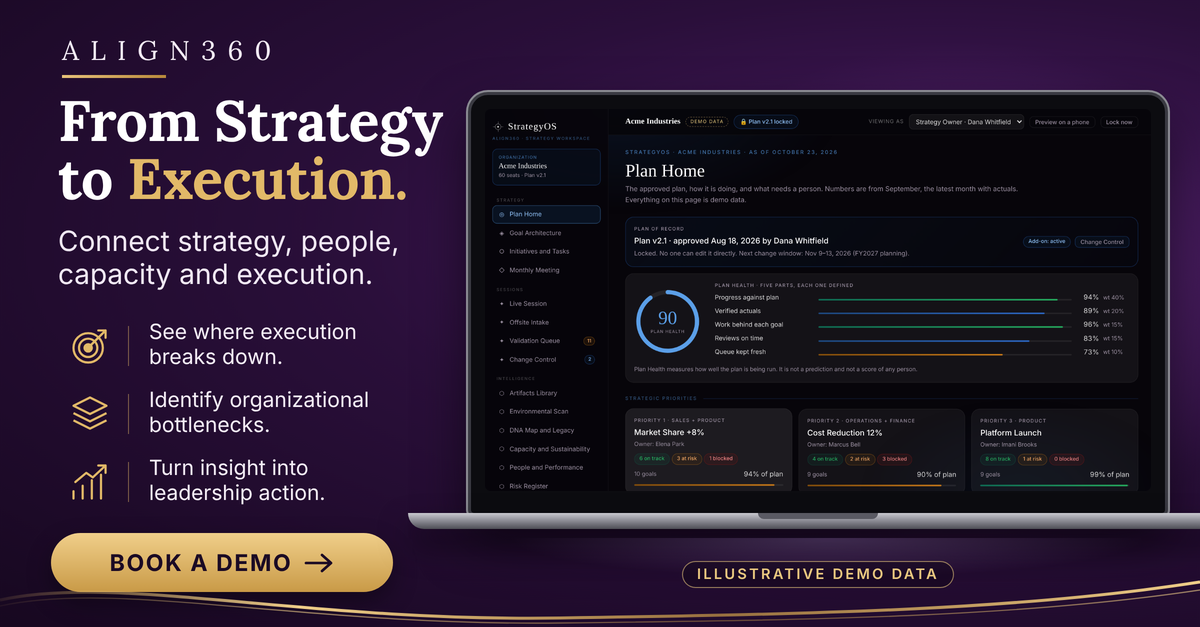 ALIGN360
From Strategy
to Execution.
Connect strategy, people,
capacity and execution.
See where execution
breaks down.
Identify organizational
bottlenecks.
Turn insight into
leadership action.
BOOK A DEMO
StrategyOS
ALIGN360 · STRATEGY WORKSPACE
ORGANIZATION
Acme Industries
60 seats · Plan v2.1
STRATEGY
Plan Home
Goal Architecture
Initiatives and Tasks
Monthly Meeting
SESSIONS
Live Session
Offsite Intake
Validation Queue 11
Change Control 2
INTELLIGENCE
Artifacts Library
Environmental Scan
DNA Map and Legacy
Capacity and Sustainability
People and Performance
Risk Register
Acme Industries DEMO DATA Plan v2.1 locked VIEWING AS Strategy Owner · Dana Whitfield Preview on a phone Lock now
STRATEGYOS · ACME INDUSTRIES · AS OF OCTOBER 23, 2026
Plan Home
The approved plan, how it is doing, and what needs a person. Numbers are from September, the latest month with actuals.
Everything on this page is demo data.
PLAN OF RECORD
Plan v2.1 · approved Aug 18, 2026 by Dana Whitfield
Locked. No one can edit it directly. Next change window: Nov 9–13, 2026 (FY2027 planning).
Add-on: active Change Control
90
PLAN HEALTH
PLAN HEALTH · FIVE PARTS, EACH ONE DEFINED
Progress against plan 94% wt 40%
Verified actuals 89% wt 20%
Work behind each goal 96% wt 15%
Reviews on time 83% wt 15%
Queue kept fresh 73% wt 10%
Plan Health measures how well the plan is being run. It is not a prediction and not a score of any person.
STRATEGIC PRIORITIES
PRIORITY 1 · SALES + PRODUCT
Market Share +8%
Owner: Elena Park
6 on track 3 at risk 1 blocked
10 goals 94% of plan
PRIORITY 2 · OPERATIONS + FINANCE
Cost Reduction 12%
Owner: Marcus Bell
4 on track 2 at risk 3 blocked
9 goals 90% of plan
PRIORITY 3 · PRODUCT
Platform Launch
Owner: Imani Brooks
8 on track 1 at risk 0 blocked
9 goals 99% of plan
ILLUSTRATIVE DEMO DATA